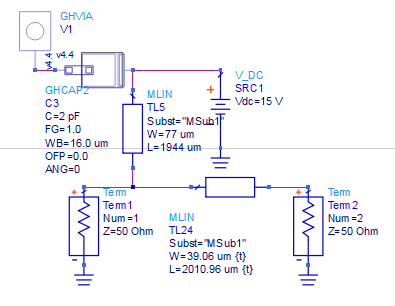 GHVIA
V1
v4.4
v4.4
GHCAP2
C3
C=2 pF
FG=1.0
WB=16.0 um
OFP=0.0
ANG=0
MLIN
TL5
Subst="MSub1"
W=77 um
L=1944 um
V_DC
SRC1
Vdc=15 V
Term
Term1
Num=1
Z=50 Ohm
MLIN
TL24
Subst="MSub1"
W=39.06 um {t}
L=2010.96 um {t}
Term
Term2
Num=2
Z=50 Ohm